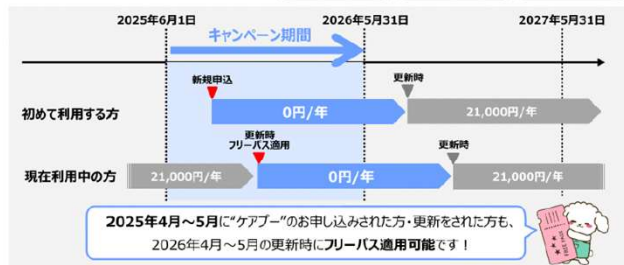 2025年6月1日 2026年5月31日 2027年5月31日
キャンペーン期間
新規申込 更新時
初めて利用する方 0円/年 21,000円/年
更新時
フリーパス適用 更新時
現在利用中の方 21,000円/年 0円/年 21,000円/年
2025年4月~5月に“ケアブー”のお申し込みされた方・更新をされた方も、
2026年4月~5月の更新時にフリーパス適用可能です！
FREE PASS